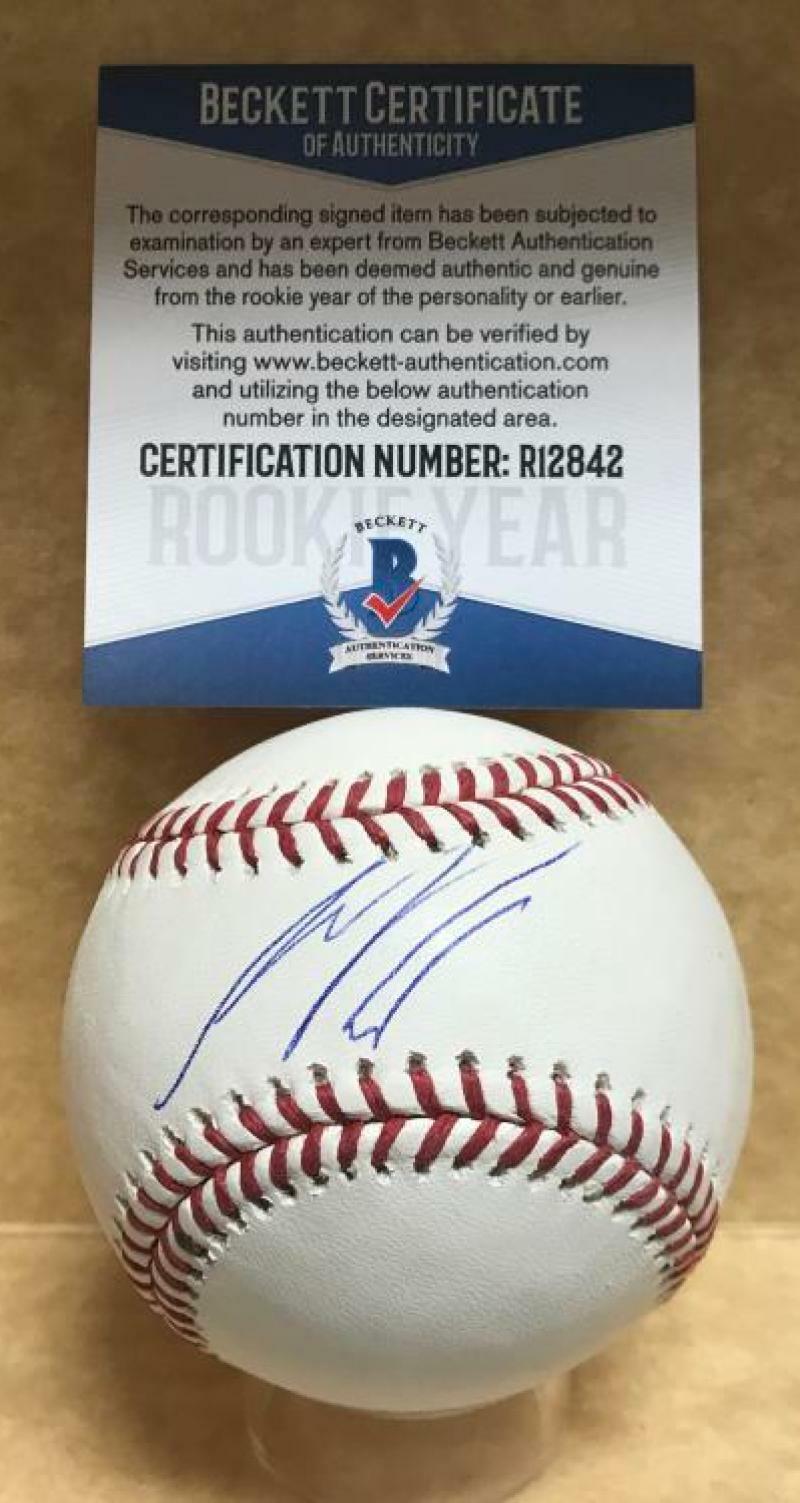 BECKETT CERTIFICATE
OF AUTHENTICITY
The corresponding signed item has been subjected to
examination by an expert from Beckett Authentication
Services and has been deemed authentic and genuine
from the rookie year of the personality or earlier.
This authentication can be verified by
visiting www.beckett-authentication.com
and utilizing the below authentication
number in the designated area.
CERTIFICATION NUMBER: R12842
ROOKIE YEAR
BECKETT
B
AUTHENTICATION
SERVICES